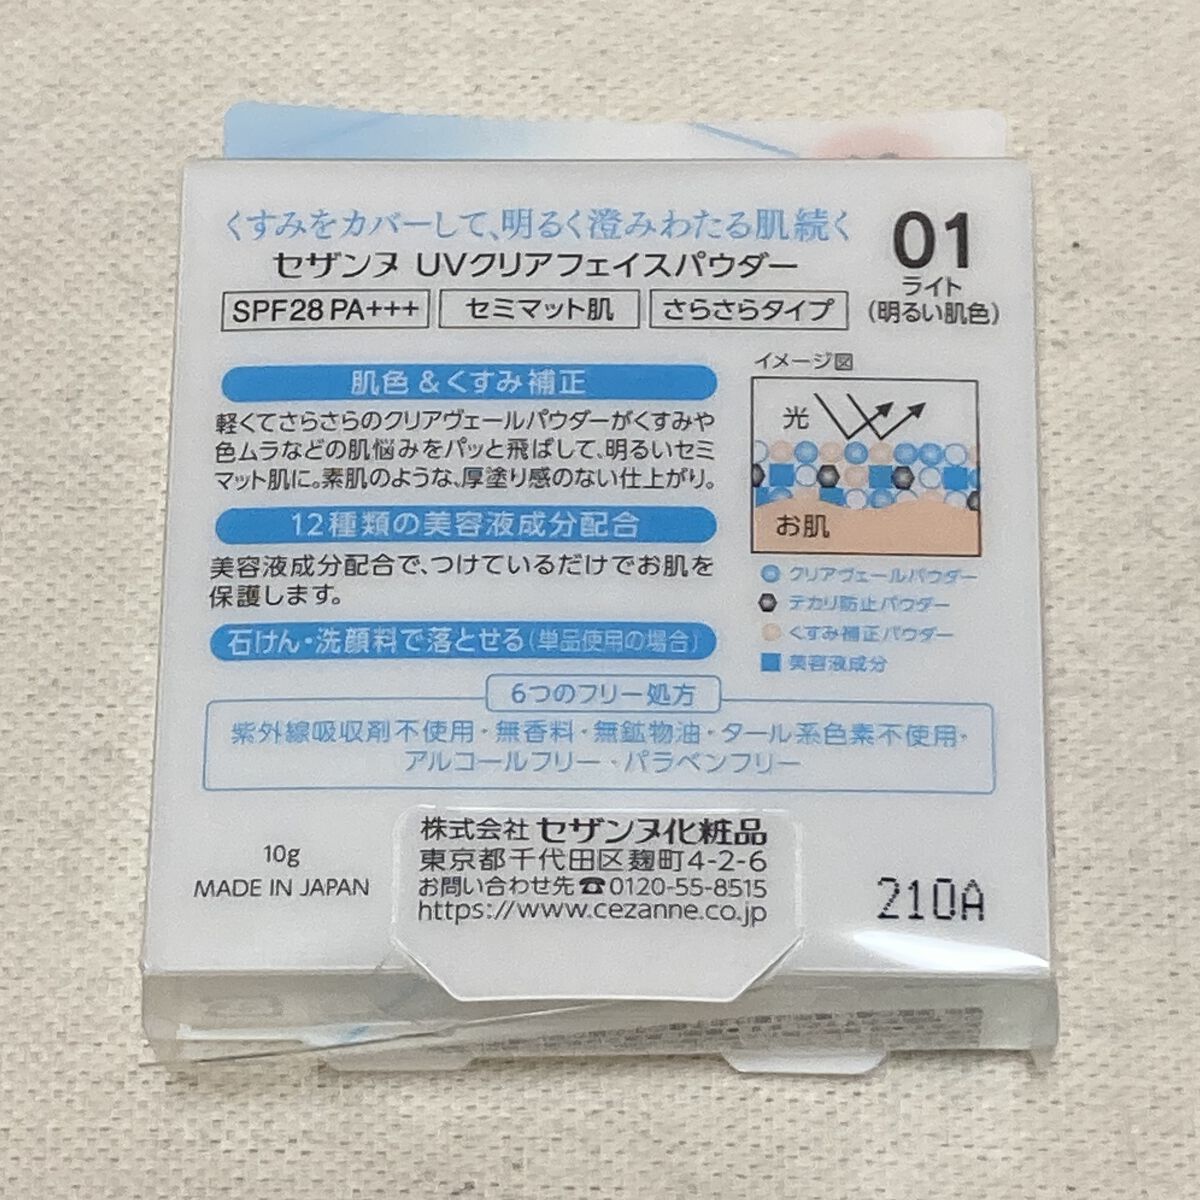 くすみをカバーして、明るく澄みわたる肌続く
セザンヌ UVクリアフェイスパウダー
01
ライト
(明るい肌色)
SPF28 PA+++
セミマット肌
さらさらタイプ
肌色&くすみ補正
軽くてさらさらのクリアヴェールパウダーがくすみや
色ムラなどの肌悩みをパッと飛ばして、明るいセミ
マット肌に。素肌のような、厚塗り感のない仕上がり。
12種類の美容液成分配合
美容液成分配合で、つけているだけでお肌を
保護します。
石けん・洗顔料で落とせる(単品使用の場合)
イメージ図
光
お肌
クリアヴェールパウダー
テカリ防止パウダー
くすみ補正パウダー
美容液成分
6つのフリー処方
紫外線吸収剤不使用・無香料・無鉱物油・タール系色素不使用・
アルコールフリー・パラベンフリー
10g
MADE IN JAPAN
株式会社 セザンヌ化粧品
東京都千代田区麹町4-2-6
お問い合わせ先☎0120-55-8515
https://www.cezanne.co.jp
210A